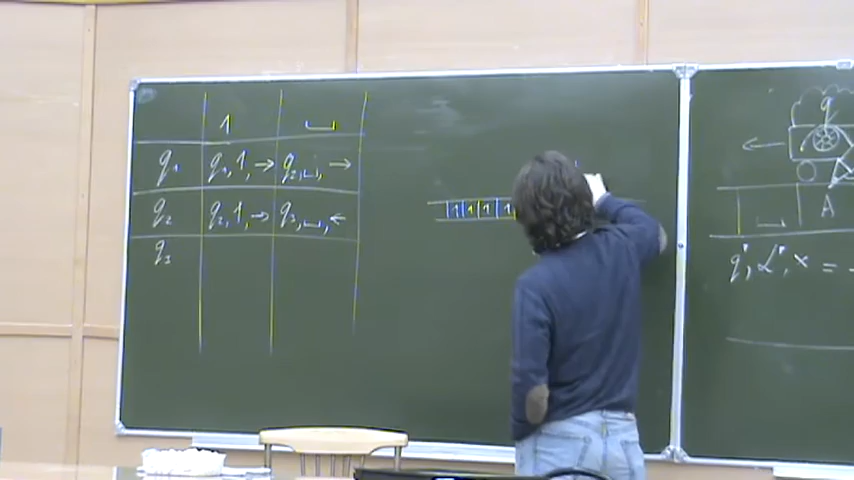 1 ⌴
q₁ q₁,1,→ q₂,⌴,→
q₂ q₂,1,→ q₃,⌴,←
q₃
1 1 1 1
q
⌴ A
q', α', x =